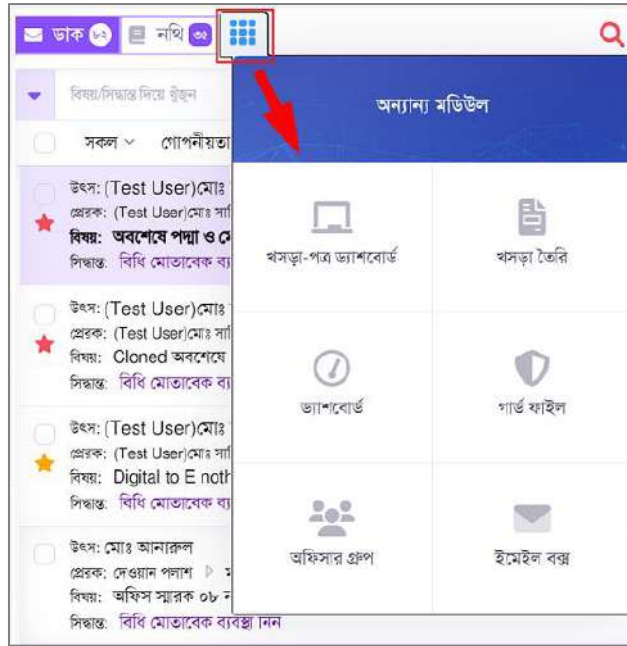 ডাক ৮২ নথি ৩৫
বিষয়/সিদ্ধান্ত দিয়ে খুঁজুন
সকল গোপনীয়তা
উৎস: (Test User)মোঃ
প্রেরক: (Test User)মোঃ সা
বিষয়: অবশেষে পদ্মা ও
সিদ্ধান্ত: বিধি মোতাবেক
উৎস: (Test User)মোঃ
প্রেরক: (Test User)মোঃ সা
বিষয়: Cloned অবশেষে
সিদ্ধান্ত: বিধি মোতাবেক
উৎস: (Test User)মোঃ
প্রেরক: (Test User)মোঃ সা
বিষয়: Digital to E noth
সিদ্ধান্ত: বিধি মোতাবেক
উৎস: মোঃ আনারুল
প্রেরক: দেওয়ান পলাশ
বিষয়: অফিস স্মারক ০৮
সিদ্ধান্ত: বিধি মোতাবেক ব্যবস্থা নিন
অন্যান্য মডিউল
খসড়া-পত্র ড্যাশবোর্ড
খসড়া তৈরি
ড্যাশবোর্ড
গার্ড ফাইল
অফিসার গ্রুপ
ইমেইল বক্স